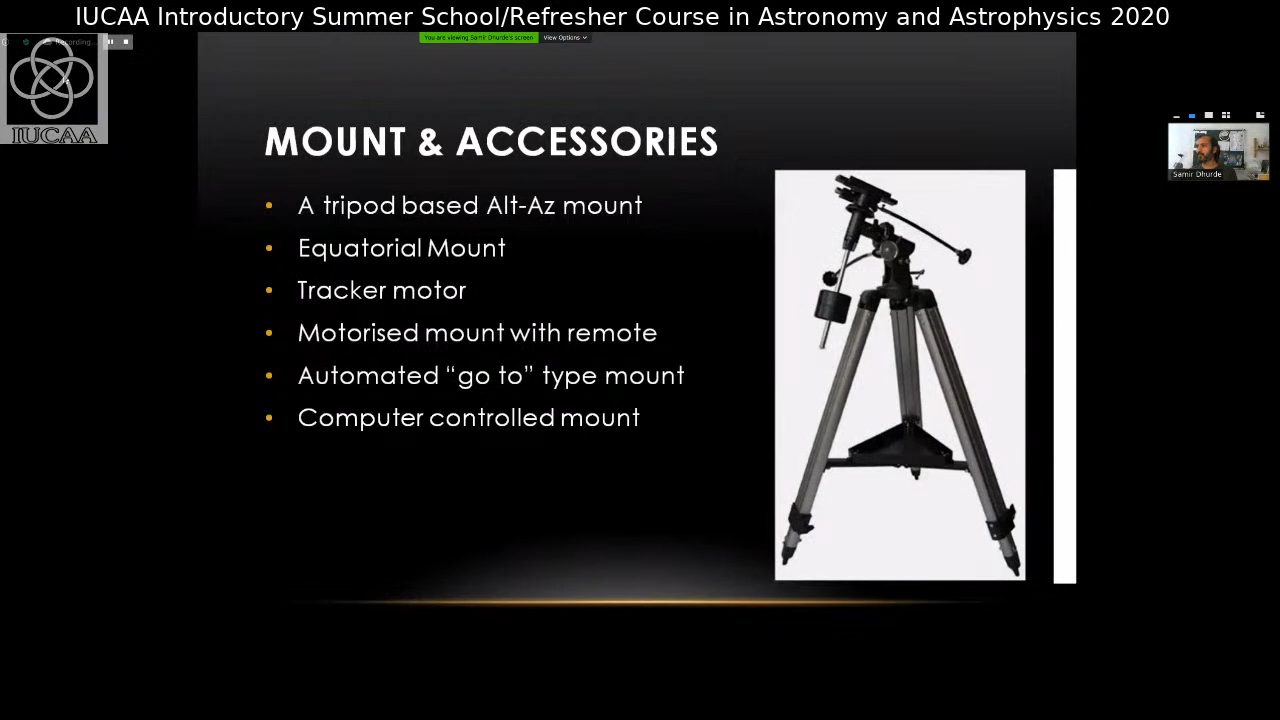 IUCAA Introductory Summer School/Refresher Course in Astronomy and Astrophysics 2020
Recording...
You are viewing Samir Dhurde's screen
View Options
IUCAA
MOUNT & ACCESSORIES
Samir Dhurde
• A tripod based Alt-Az mount
• Equatorial Mount
• Tracker motor
• Motorised mount with remote
• Automated “go to” type mount
• Computer controlled mount